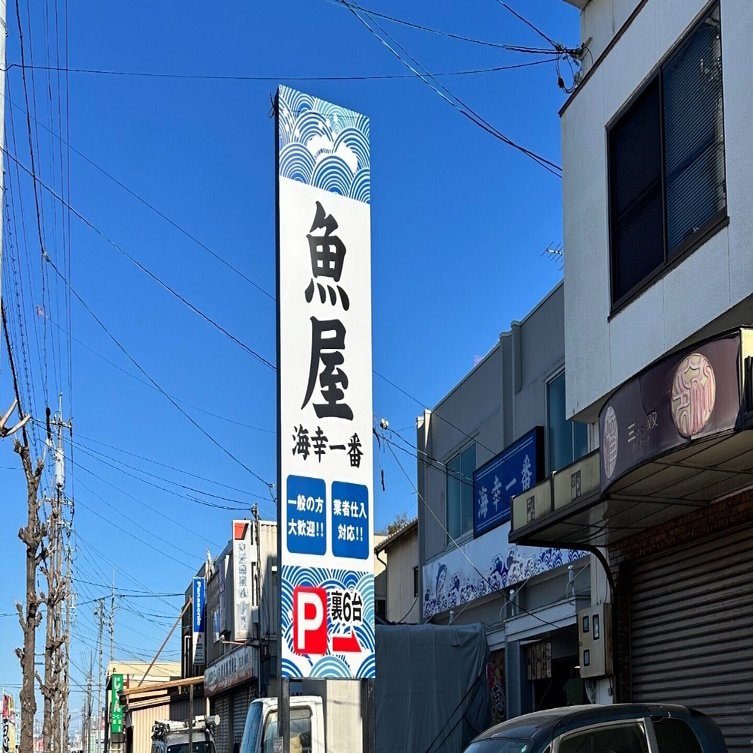 魚屋
海幸一番
一般の方
大歓迎!!
業者仕入
対応!!
P
裏6台
海幸一番